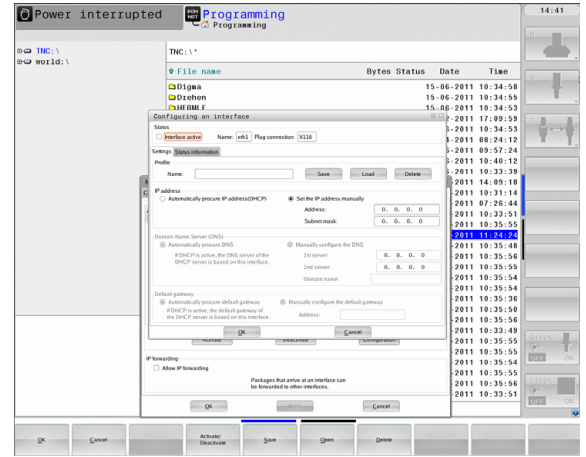 Power interrupted
Programming
Programming
14:41
TNC:\
world:\
TNC:\*
File name
Bytes Status
Date
Time
Digma
15-06-2011 10:34:58
Drehen
15-06-2011 10:34:55
HERMLE
15-06-2011 10:34:53
Configuring an interface
-2011 17:09:59
Status
Interface active
Name: eth1
Plug connection: X116
-2011 10:34:53
-2011 08:24:12
Settings
Status information
-2011 09:57:24
Profile
-2011 10:40:12
Name:
Save
Load
Delete
-2011 10:33:39
-2011 14:09:18
IP address
-2011 10:31:14
Automatically procure IP address(DHCP)
Set the IP address manually
-2011 07:26:44
Address:
0. 0. 0. 0
-2011 10:33:51
Subnet mask:
0. 0. 0. 0
-2011 10:35:55
Domain Name Server (DNS)
-2011 11:24:24
Automatically procure DNS
Manually configure the DNS
-2011 10:35:48
If DHCP is active, the DNS server of the
DHCP server is based on this interface.
1st server:
0. 0. 0. 0
-2011 10:35:56
2nd server:
0. 0. 0. 0
-2011 10:35:55
Domain name:
-2011 10:35:54
-2011 10:35:54
Default gateway
-2011 10:35:36
Automatically procure default gateway
Manually configure the default gateway
-2011 10:35:50
If DHCP is active, the default gateway of
the DHCP server is based on this interface.
Address:
-2011 10:35:56
OK
Cancel
-2011 10:33:49
Activate
Deactivate
Configuration
-2011 10:35:55
-2011 10:35:55
IP forwarding
-2011 10:35:54
Allow IP forwarding
-2011 10:35:55
Packages that arrive at an interface can
be forwarded to other interfaces.
-2011 10:35:56
-2011 10:33:51
OK
Apply
Cancel
OFF
ON
OFF
ON
OK
Cancel
Activate/
Deactivate
Save
Open
Delete